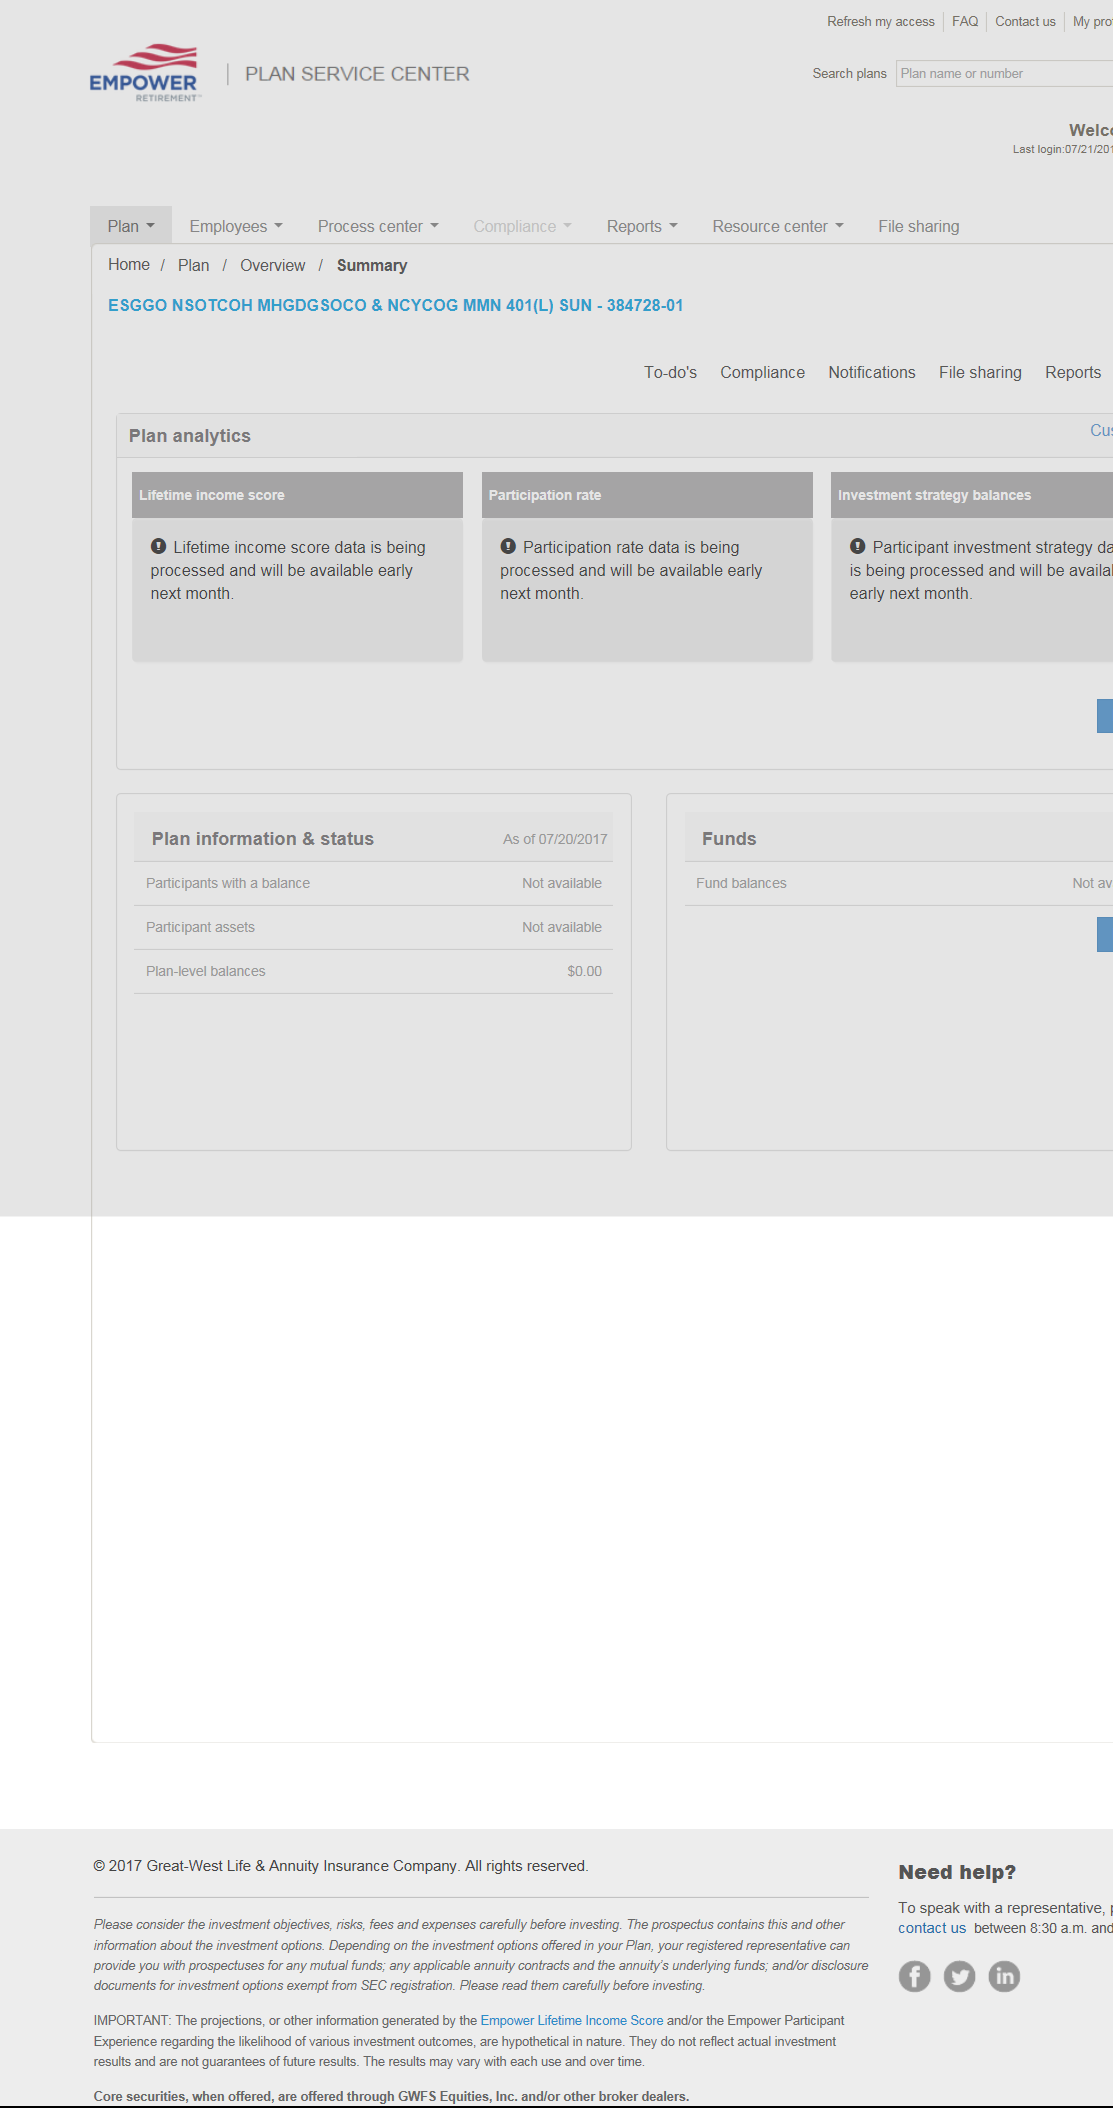 Refresh my access FAQ Contact us My pro
EMPOWER
RETIREMENT™
PLAN SERVICE CENTER
Search plans Plan name or number
Welco
Last login:07/21/201
Plan Employees Process center Compliance Reports Resource center File sharing
Home / Plan / Overview / Summary
ESGGO NSOTCOH MHGDGSOCO & NCYCOG MMN 401(L) SUN - 384728-01
To-do's Compliance Notifications File sharing Reports
Plan analytics
Cus
Lifetime income score
Lifetime income score data is being
processed and will be available early
next month.
Participation rate
Participation rate data is being
processed and will be available early
next month.
Investment strategy balances
Participant investment strategy da
is being processed and will be availal
early next month.
Plan information & status As of 07/20/2017
Participants with a balance Not available
Participant assets Not available
Plan-level balances $0.00
Funds
Fund balances Not av
© 2017 Great-West Life & Annuity Insurance Company. All rights reserved.
Please consider the investment objectives, risks, fees and expenses carefully before investing. The prospectus contains this and other
information about the investment options. Depending on the investment options offered in your Plan, your registered representative can
provide you with prospectuses for any mutual funds; any applicable annuity contracts and the annuity's underlying funds; and/or disclosure
documents for investment options exempt from SEC registration. Please read them carefully before investing.
IMPORTANT: The projections, or other information generated by the Empower Lifetime Income Score and/or the Empower Participant
Experience regarding the likelihood of various investment outcomes, are hypothetical in nature. They do not reflect actual investment
results and are not guarantees of future results. The results may vary with each use and over time.
Core securities, when offered, are offered through GWFS Equities, Inc. and/or other broker dealers.
Need help?
To speak with a representative, p
contact us between 8:30 a.m. and